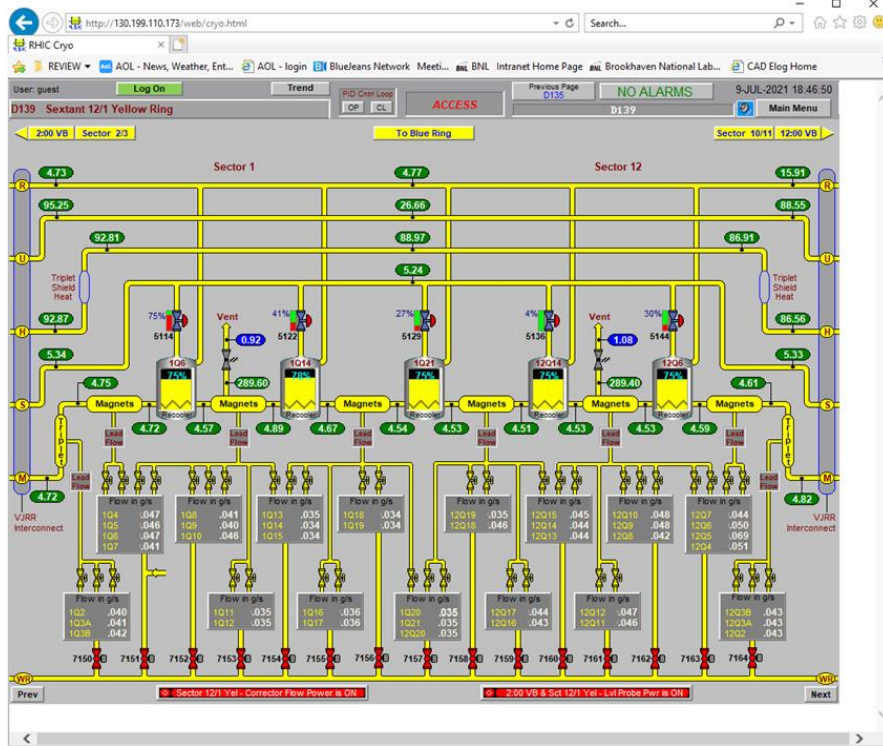 http://130.199.110.173/web/cryo.html
Search...
RHIC Cryo
REVIEW
AOL - News, Weather, Ent...
AOL - login
BlueJeans Network Meeti...
BNL Intranet Home Page
Brookhaven National Lab...
CAD Elog Home
User: guest
Log On
Trend
PID Cntrl Loop
OP CL
ACCESS
Previous Page
D135
NO ALARMS
9-JUL-2021 18:46:50
D139 Sextant 12/1 Yellow Ring
D139
Main Menu
2:00 VB Sector 2/3
To Blue Ring
Sector 10/11 12:00 VB
Sector 1
Sector 12
4.73 4.77 15.91
R R
95.25 26.66 88.55
92.81 88.97 86.91
U U
5.24
Triplet
Shield
Heat
Triplet
Shield
Heat
92.87 86.56
H H
75% 41% 27% 4% 30%
Vent Vent
5114 5122 5129 5136 5144
0.92 1.08
5.34 5.33
1Q6 1Q14 1Q21 12Q14 12Q6
75% 78% 75% 75% 75%
4.75 289.60 289.40 4.61
S S
Magnets Magnets Magnets Magnets Magnets Magnets
Recooler Recooler Recooler Recooler Recooler
4.72 4.57 4.89 4.67 4.54 4.53 4.51 4.53 4.53 4.59
Triplet Triplet
Lead
Flow
Lead
Flow
Lead
Flow
Lead
Flow
Lead
Flow
Lead
Flow
Lead
Flow
Lead
Flow
M M
4.72 4.82
VJRR
Interconnect
VJRR
Interconnect
Flow in g/s
1Q4 .047
1Q5 .046
1Q6 .047
1Q7 .041
Flow in g/s
1Q8 .041
1Q9 .040
1Q10 .046
Flow in g/s
1Q13 .035
1Q14 .034
1Q15 .034
Flow in g/s
1Q18 .034
1Q19 .034
Flow in g/s
12Q19 .035
12Q18 .046
Flow in g/s
12Q15 .045
12Q14 .044
12Q13 .044
Flow in g/s
12Q10 .048
12Q9 .048
12Q8 .042
Flow in g/s
12Q7 .044
12Q6 .050
12Q5 .069
12Q4 .051
Flow in g/s
1Q2 .040
1Q3A .041
1Q3B .042
Flow in g/s
1Q11 .035
1Q12 .035
Flow in g/s
1Q16 .036
1Q17 .036
Flow in g/s
1Q20 .035
1Q21 .035
12Q20 .035
Flow in g/s
12Q17 .044
12Q16 .043
Flow in g/s
12Q12 .047
12Q11 .046
Flow in g/s
12Q3B .043
12Q3A .043
12Q2 .043
7150 7151 7152 7153 7154 7155 7156 7157 7158 7159 7160 7161 7162 7163 7164
WR WR
Prev
Sector 12/1 Yel - Corrector Flow Power is ON
2:00 VB & Sct 12/1 Yel - Lvl Probe Pwr is ON
Next